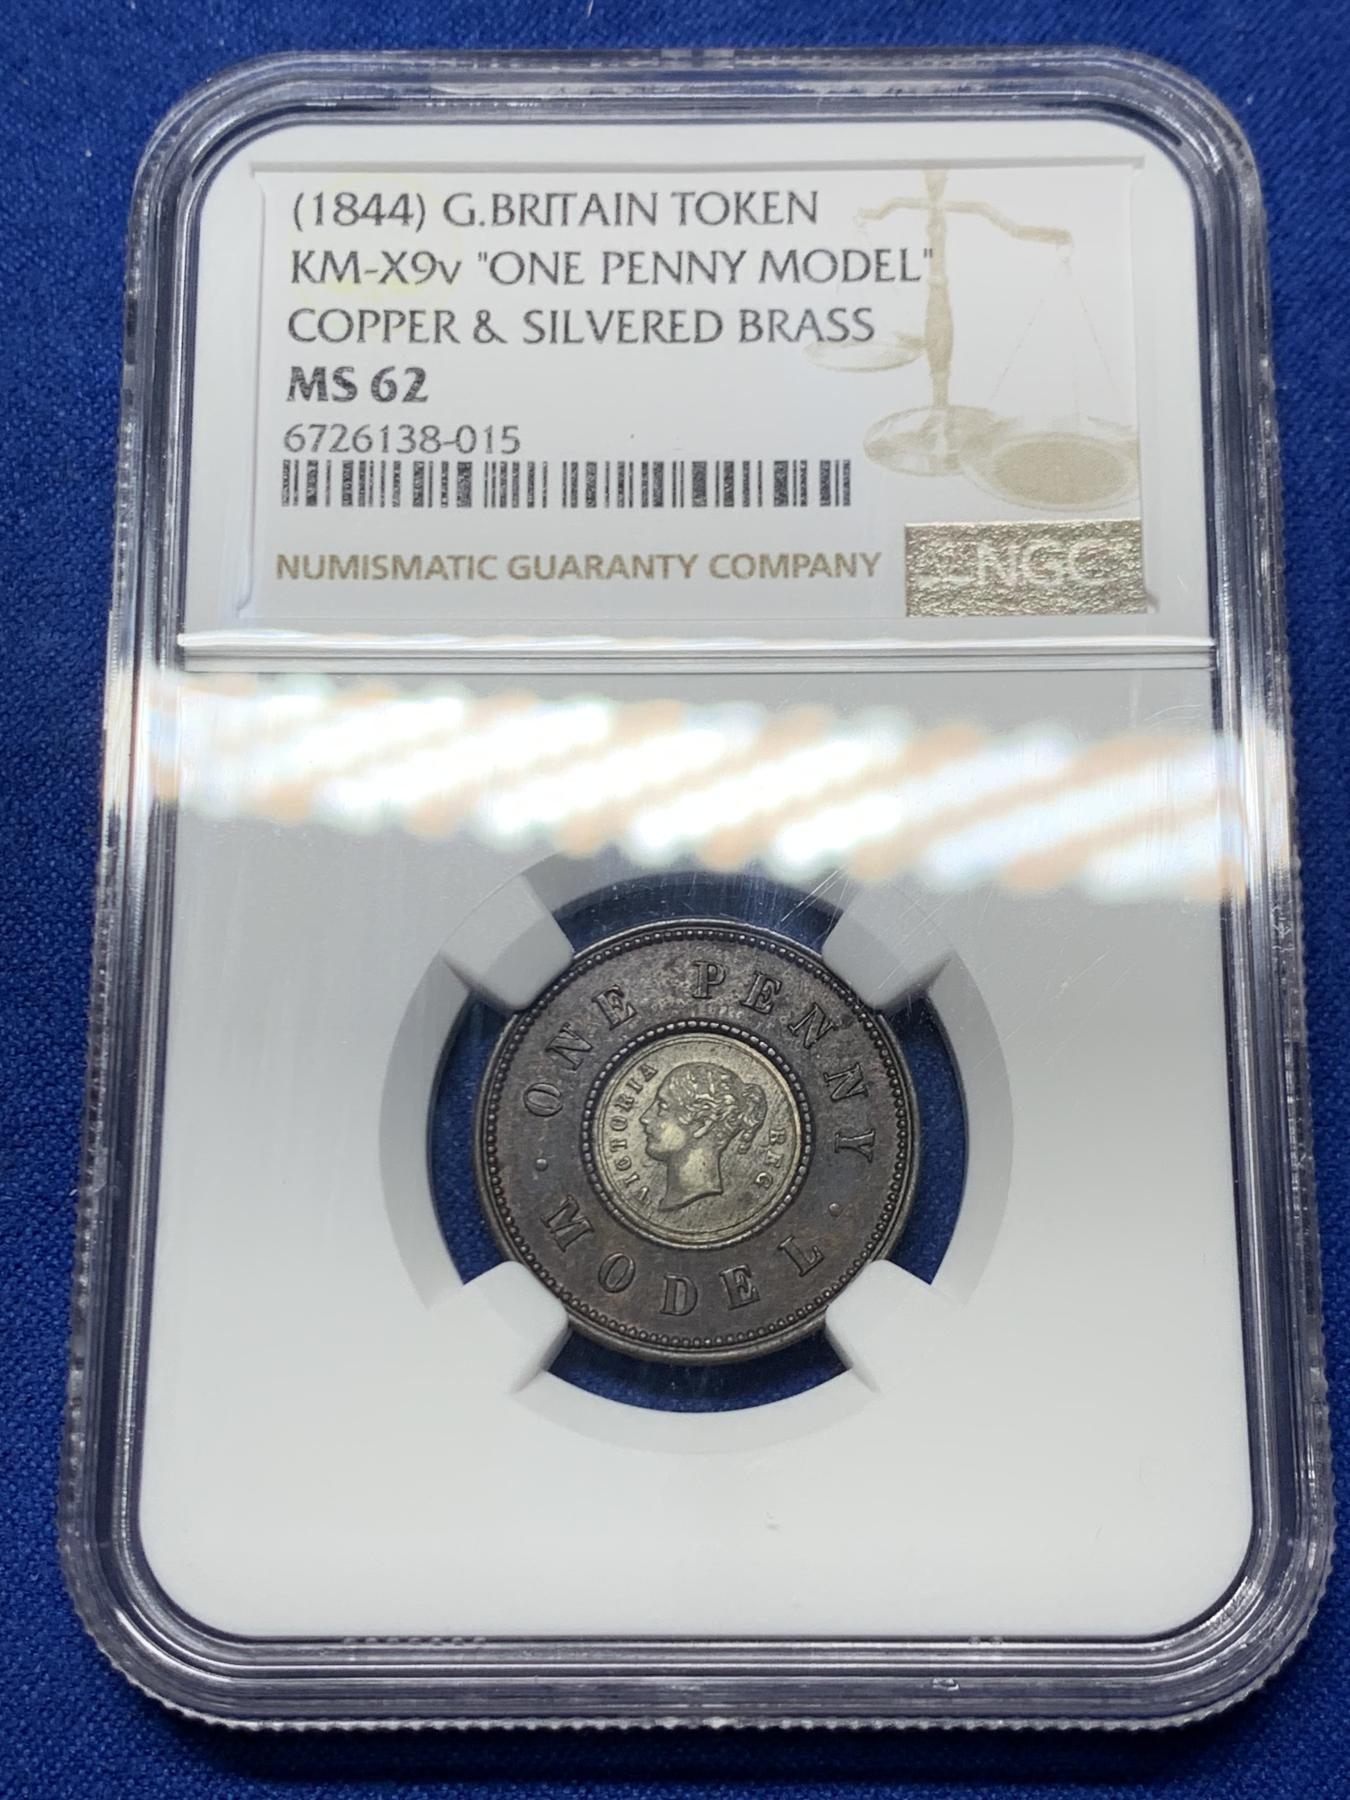 (1844) G.BRITAIN TOKEN
KM-X9v "ONE PENNY MODEL"
COPPER & SILVERED BRASS
MS 62
6726138-015
NUMISMATIC GUARANTY COMPANY
NGC
ONE PENNY
VICTORIA REG
· MODEL ·